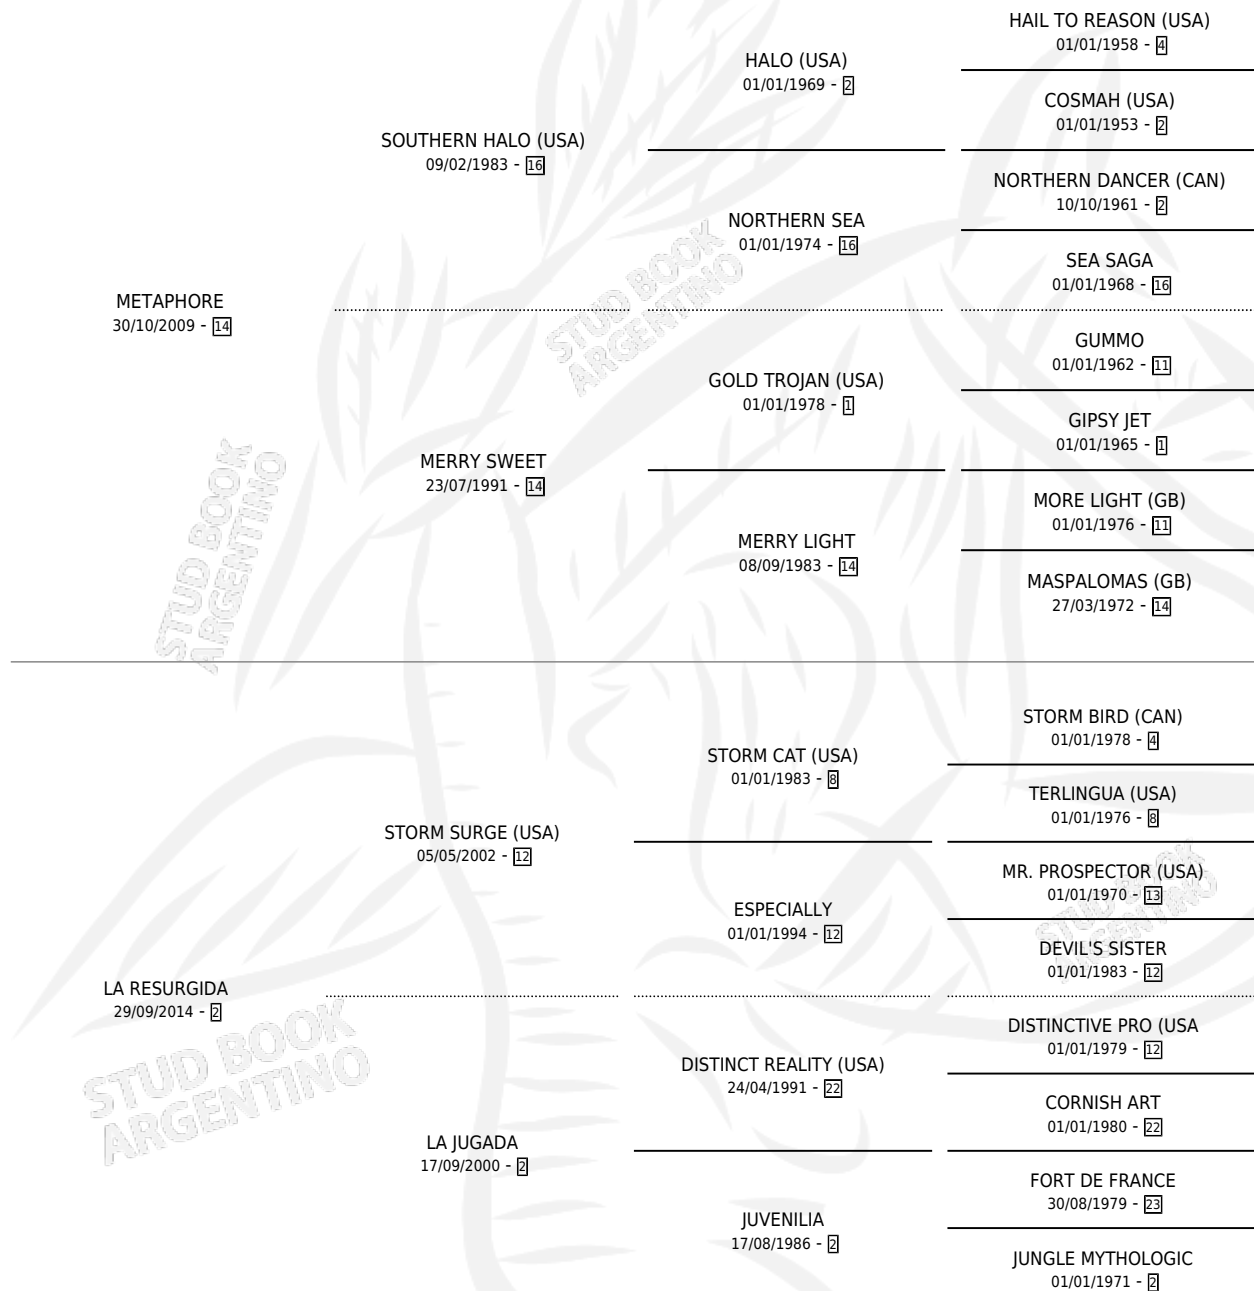 HAIL TO REASON (USA)
01/01/1958 - 4
HALO (USA)
01/01/1969 - 2
COSMAH (USA)
01/01/1953 - 2
SOUTHERN HALO (USA)
09/02/1983 - 16
NORTHERN DANCER (CAN)
10/10/1961 - 2
NORTHERN SEA
01/01/1974 - 16
SEA SAGA
01/01/1968 - 16
METAPHORE
30/10/2009 - 14
GUMMO
01/01/1962 - 11
GOLD TROJAN (USA)
01/01/1978 - 1
GIPSY JET
01/01/1965 - 1
MERRY SWEET
23/07/1991 - 14
MORE LIGHT (GB)
01/01/1976 - 11
MERRY LIGHT
08/09/1983 - 14
MASPALOMAS (GB)
27/03/1972 - 14
STORM BIRD (CAN)
01/01/1978 - 4
STORM CAT (USA)
01/01/1983 - 8
TERLINGUA (USA)
01/01/1976 - 8
STORM SURGE (USA)
05/05/2002 - 12
MR. PROSPECTOR (USA)
01/01/1970 - 13
ESPECIALLY
01/01/1994 - 12
DEVIL'S SISTER
01/01/1983 - 12
LA RESURGIDA
29/09/2014 - 2
DISTINCTIVE PRO (USA
01/01/1979 - 12
DISTINCT REALITY (USA)
24/04/1991 - 22
CORNISH ART
01/01/1980 - 22
LA JUGADA
17/09/2000 - 2
FORT DE FRANCE
30/08/1979 - 23
JUVENILIA
17/08/1986 - 2
JUNGLE MYTHOLOGIC
01/01/1971 - 2
STUD BOOK
ARGENTINO
STUD BOOK
ARGENTINO
STUD BOOK
ARGENTINO
STUD BOOK
ARGENTINO